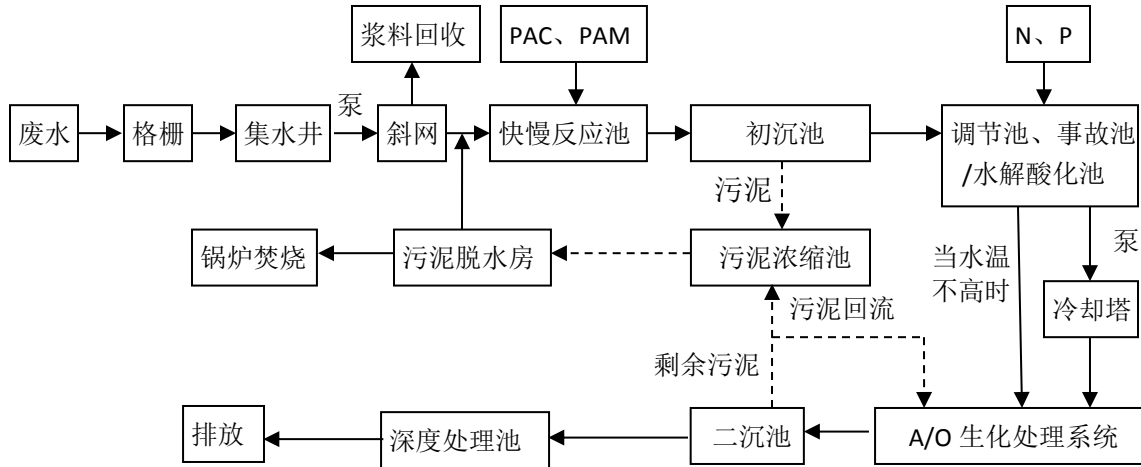 浆料回收
PAC、PAM
N、P
废水
格栅
集水井
泵
斜网
快慢反应池
初沉池
调节池、事故池
/水解酸化池
污泥
锅炉焚烧
污泥脱水房
污泥浓缩池
当水温
不高时
泵
冷却塔
污泥回流
剩余污泥
排放
深度处理池
二沉池
A/O 生化处理系统